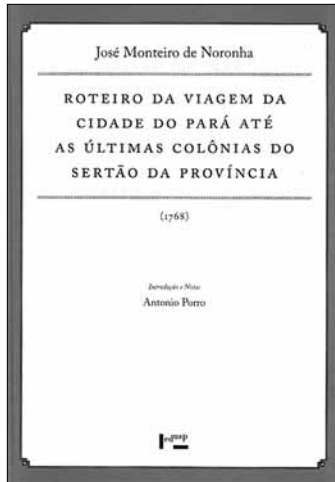 José Monteiro de Noronha
ROTEIRO DA VIAGEM DA
CIDADE DO PARÁ ATÉ
AS ÚLTIMAS COLÔNIAS DO
SERTÃO DA PROVÍNCIA
(1768)
Introdução e Notas
Antonio Porro
edusp